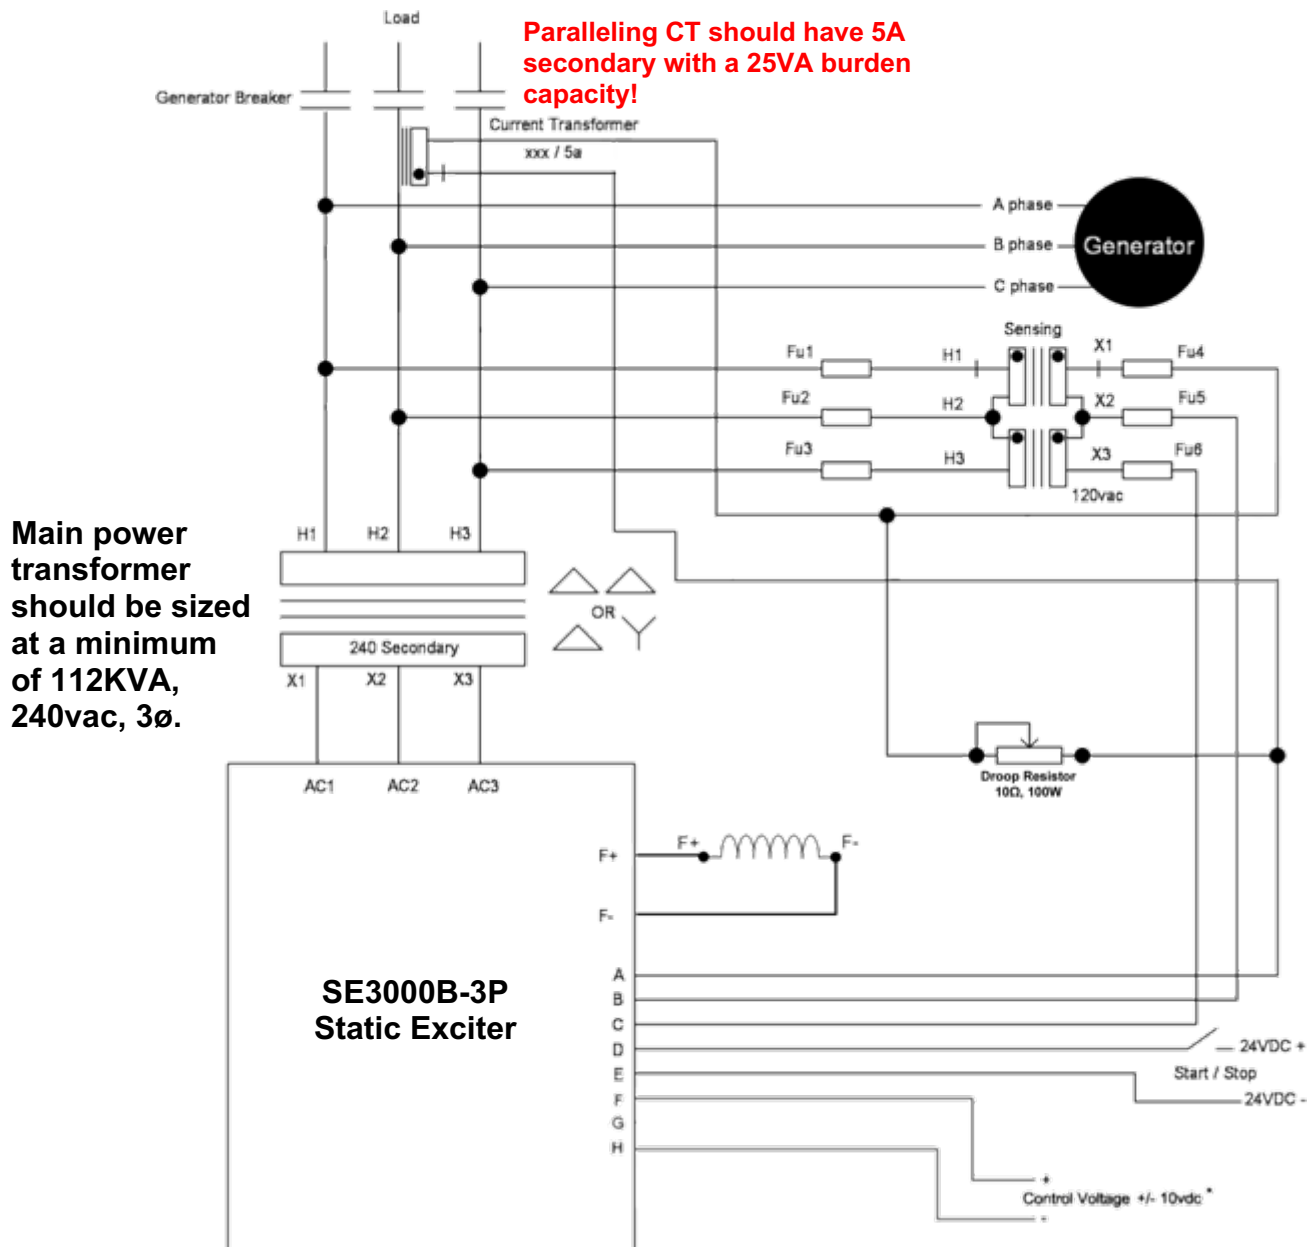 Load
Paralleling CT should have 5A
secondary with a 25VA burden
capacity!
Generator Breaker
Current Transformer
xxx / 5a
A phase
B phase
C phase
Generator
Sensing
Fu1
H1
X1
Fu4
Fu2
H2
X2
Fu5
Fu3
H3
X3
Fu6
120vac
Main power
transformer
should be sized
at a minimum
of 112KVA,
240vac, 3ø.
H1
H2
H3
OR
240 Secondary
X1
X2
X3
Droop Resistor
10Ω, 100W
AC1
AC2
AC3
F+
F+
F-
F-
SE3000B-3P
Static Exciter
A
B
C
D
E
F
G
H
24VDC +
Start / Stop
24VDC -
+
Control Voltage +/- 10vdc *
-